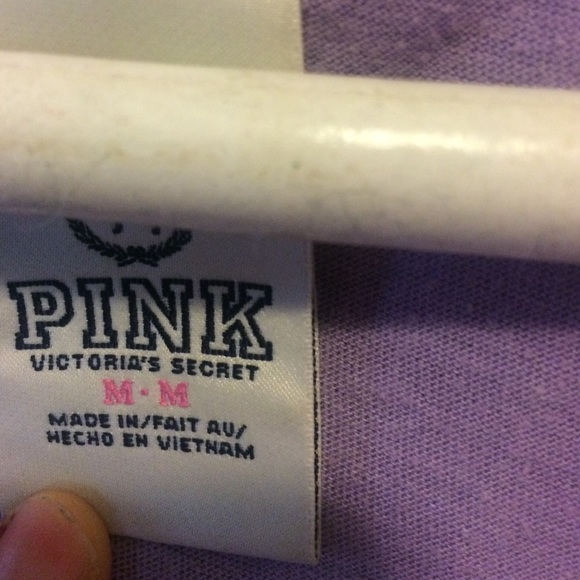 PINK
VICTORIA'S SECRET
M·M
MADE IN/FAIT AU/
HECHO EN VIETNAM